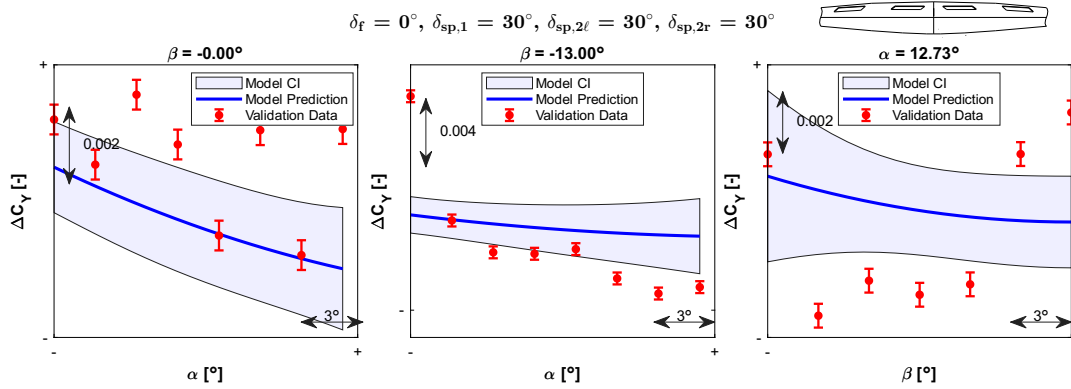 δf = 0°, δsp,1 = 30°, δsp,2ℓ = 30°, δsp,2r = 30°
β = -0.00°
β = -13.00°
α = 12.73°
+
Model CI
Model Prediction
Validation Data
0.002
ΔCY [-]
3°
-
+
α [°]
+
Model CI
Model Prediction
Validation Data
0.004
ΔCY [-]
-
3°
-
+
α [°]
+
Model CI
Model Prediction
Validation Data
0.002
ΔCY [-]
-
3°
-
+
β [°]